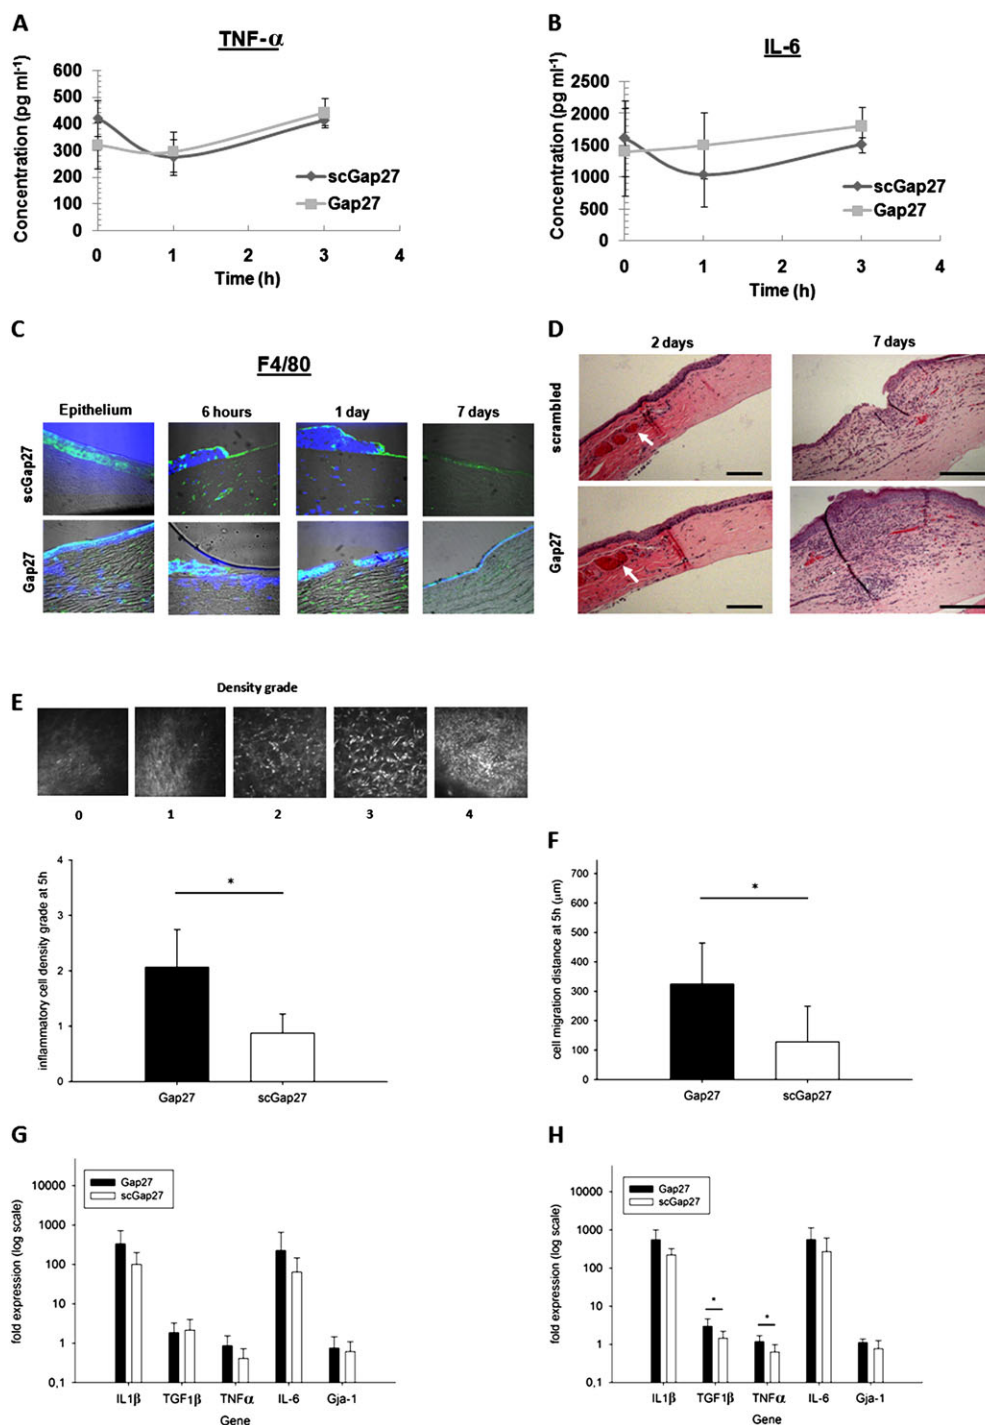 A
TNF-α
Concentration (pg ml⁻¹)
600
500
400
300
200
100
0
scGap27
Gap27
0 1 2 3 4
Time (h)
B
IL-6
Concentration (pg ml⁻¹)
2500
2000
1500
1000
500
0
scGap27
Gap27
0 1 2 3 4
Time (h)
C
F4/80
Epithelium 6 hours 1 day 7 days
scGap27
Gap27
D
2 days 7 days
scrambled
Gap27
E
Density grade
0 1 2 3 4
inflammatory cell density grade at 5h
4
3
2
1
0
*
Gap27 scGap27
F
cell migration distance at 5h (µm)
700
600
500
400
300
200
100
0
*
Gap27 scGap27
G
fold expression (log scale)
Gap27
scGap27
10000
1000
100
10
1
0,1
IL1β TGF1β TNFα IL-6 Gja-1
Gene
H
fold expression (log scale)
Gap27
scGap27
10000
1000
100
10
1
0,1
* *
IL1β TGF1β TNFα IL-6 Gja-1
Gene